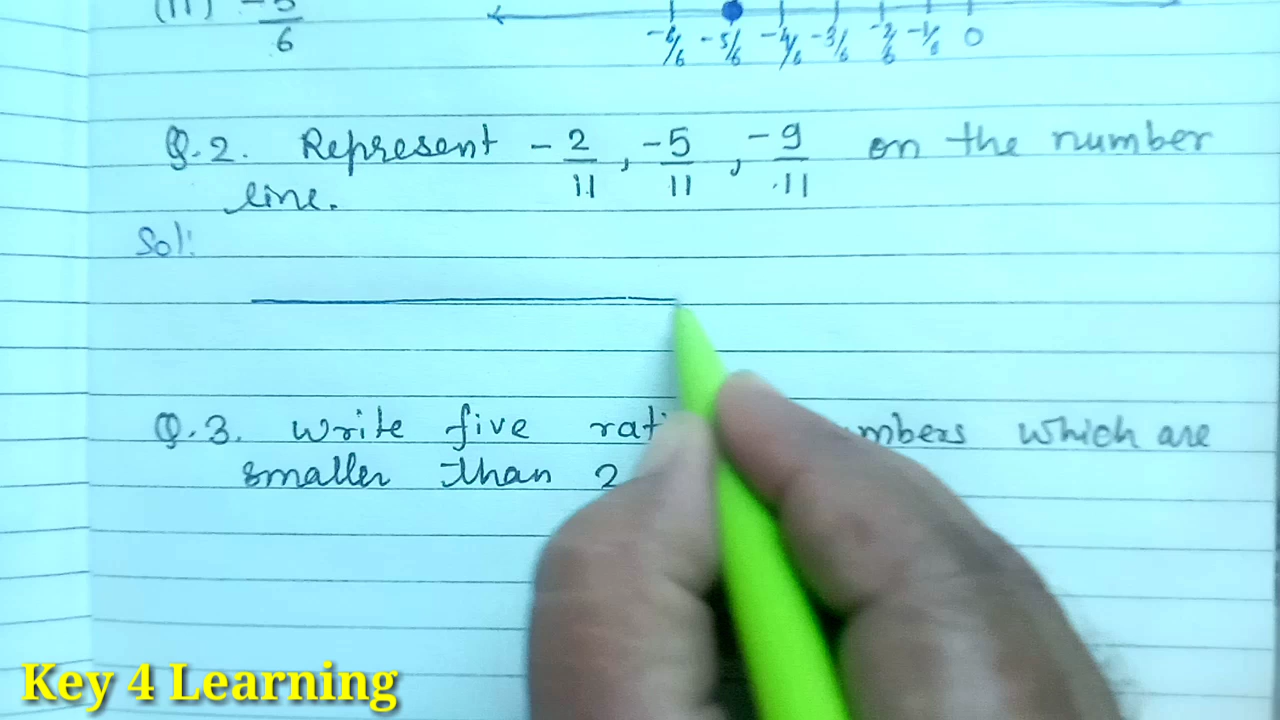 (ii) -5/6
-6/6 -5/6 -4/6 -3/6 -2/6 -1/6 0
Q.2. Represent -2/11, -5/11, -9/11 on the number
line.
Sol:
Q.3. Write five mbers which are
smaller than 2
Key 4 Learning